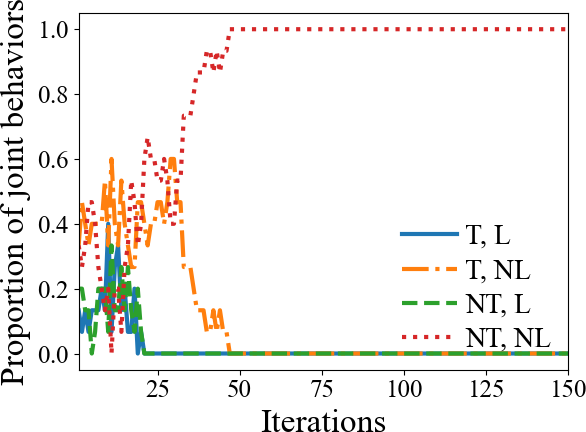 Proportion of joint behaviors
1.0
0.8
0.6
0.4
0.2
0.0
T, L
T, NL
NT, L
NT, NL
25
50
75
100
125
150
Iterations